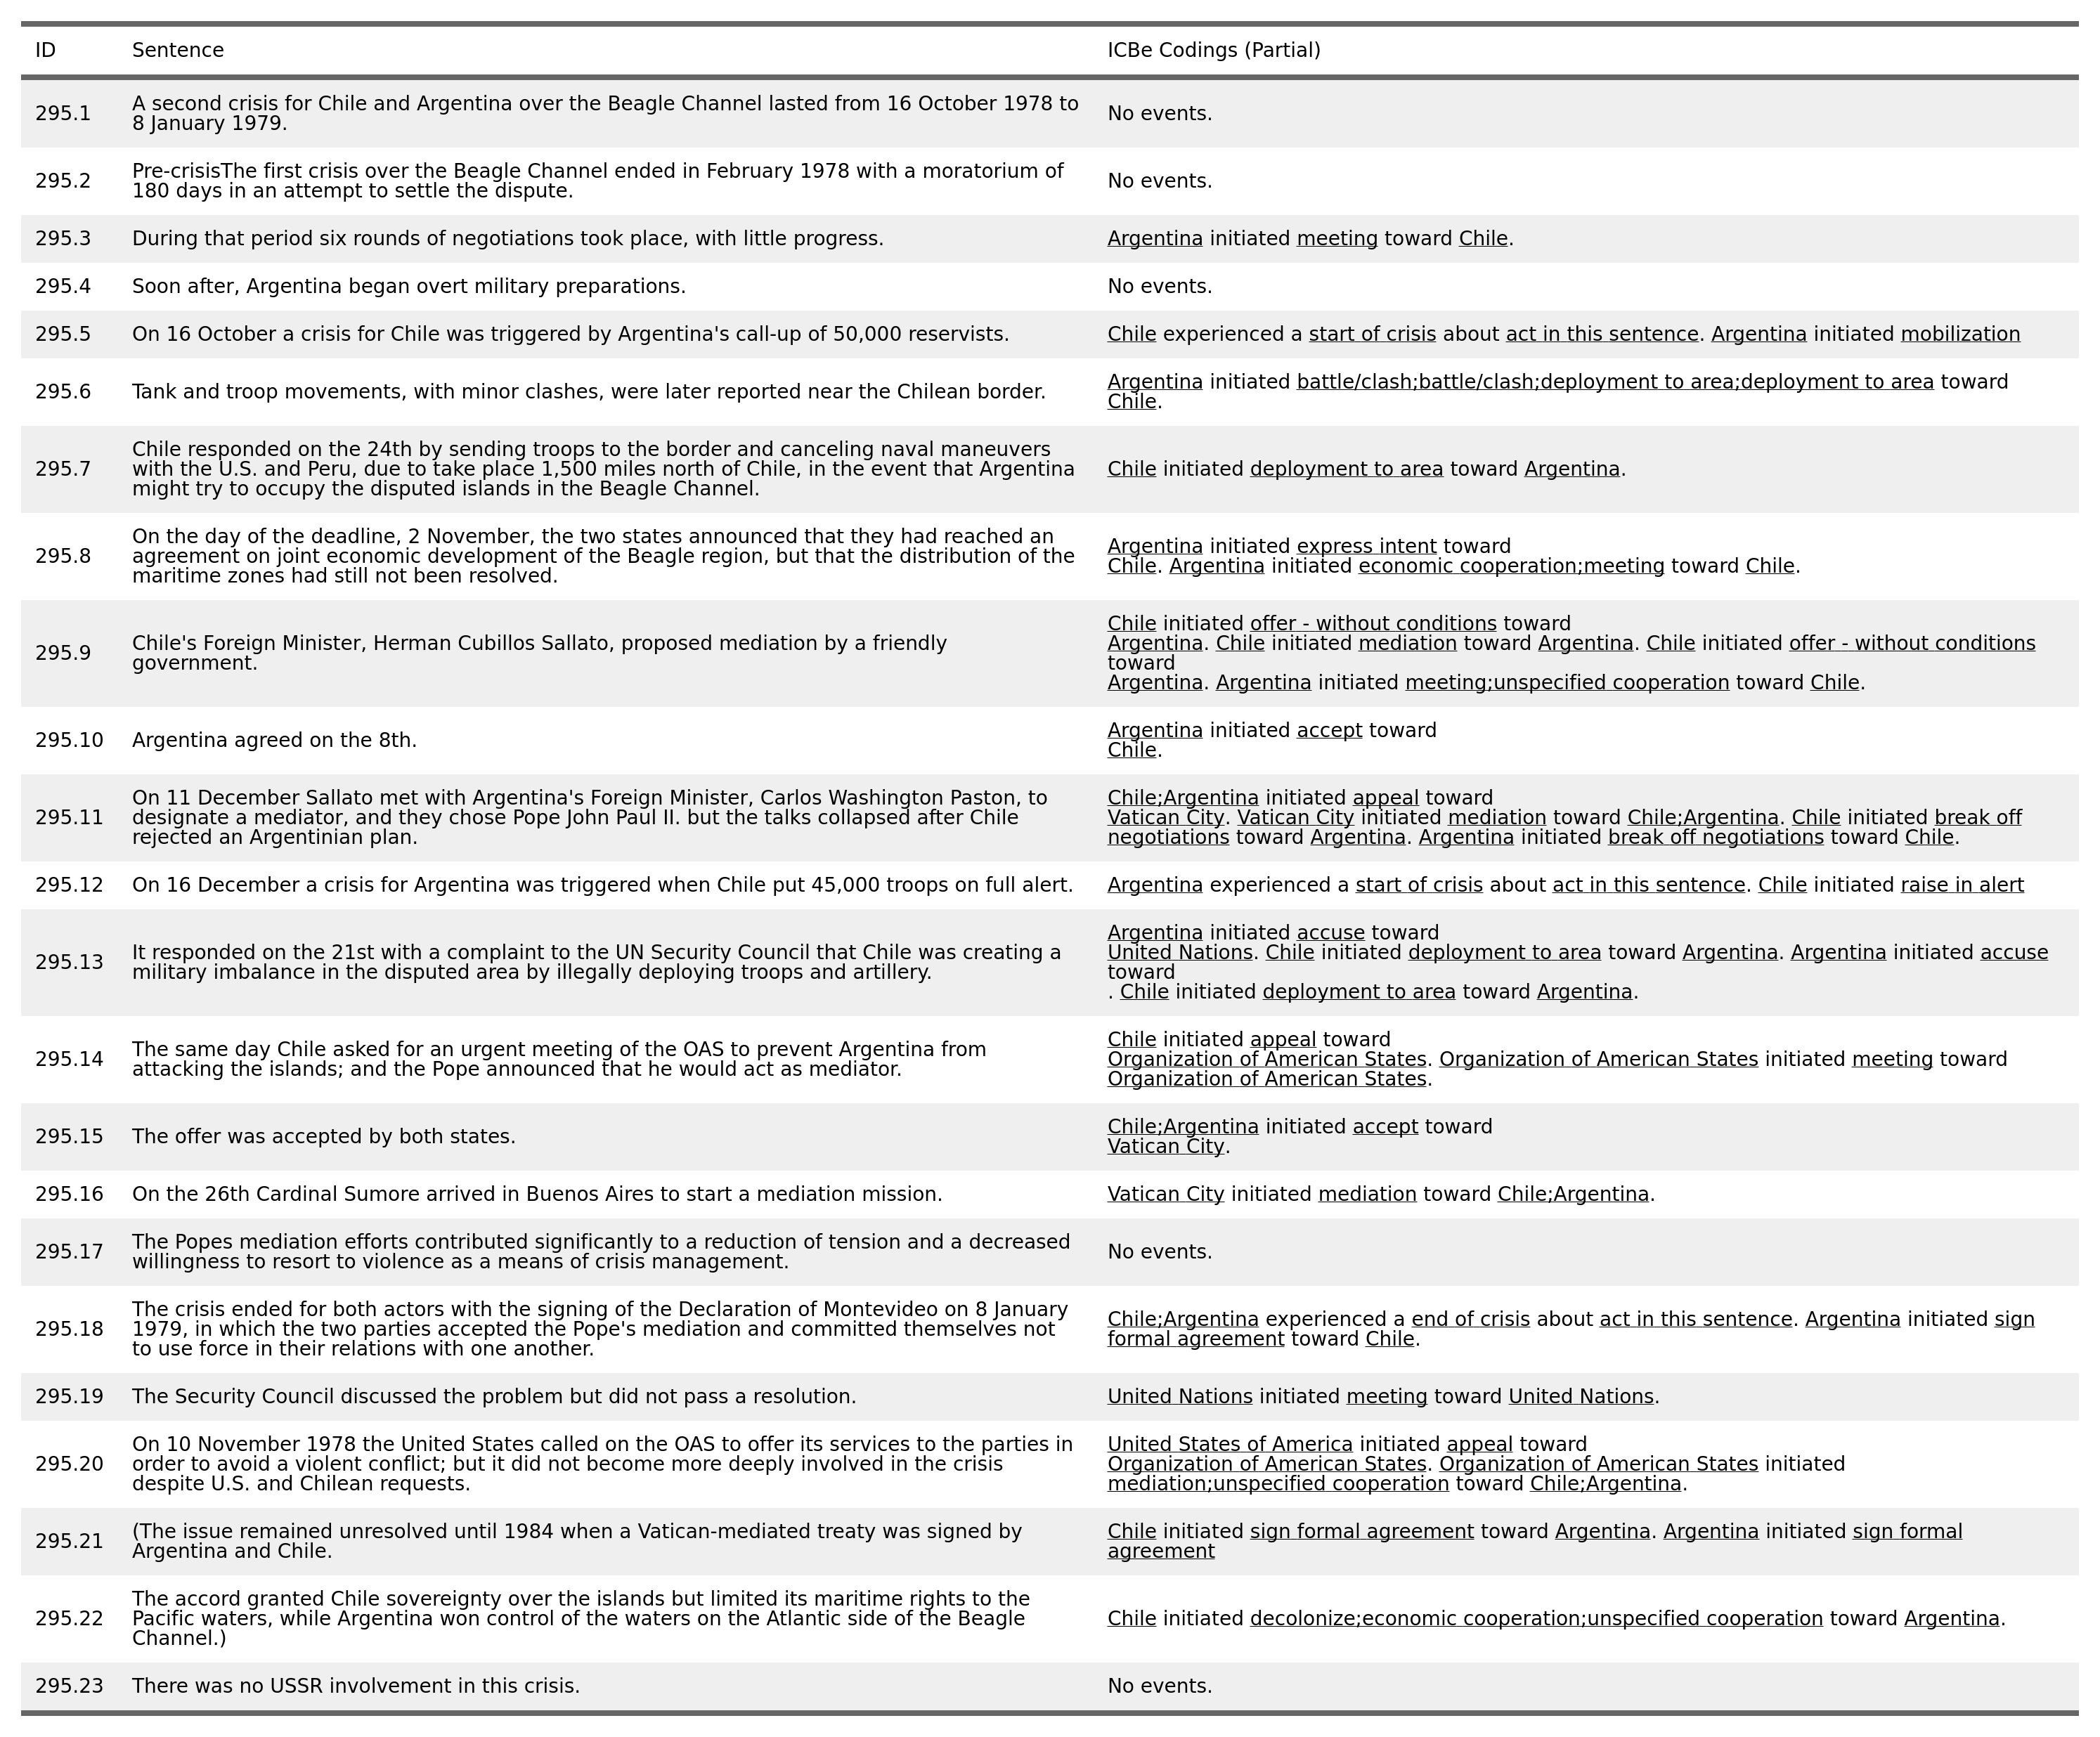 ID Sentence ICBe Codings (Partial)
295.1 A second crisis for Chile and Argentina over the Beagle Channel lasted from 16 October 1978 to
8 January 1979.
No events.
295.2 Pre-crisisThe first crisis over the Beagle Channel ended in February 1978 with a moratorium of
180 days in an attempt to settle the dispute.
No events.
295.3 During that period six rounds of negotiations took place, with little progress. Argentina initiated meeting toward Chile.
295.4 Soon after, Argentina began overt military preparations. No events.
295.5 On 16 October a crisis for Chile was triggered by Argentina's call-up of 50,000 reservists. Chile experienced a start of crisis about act in this sentence. Argentina initiated mobilization
295.6 Tank and troop movements, with minor clashes, were later reported near the Chilean border.
Argentina initiated battle/clash;battle/clash;deployment to area;deployment to area toward
Chile.
295.7 Chile responded on the 24th by sending troops to the border and canceling naval maneuvers
with the U.S. and Peru, due to take place 1,500 miles north of Chile, in the event that Argentina
might try to occupy the disputed islands in the Beagle Channel.
Chile initiated deployment to area toward Argentina.
295.8 On the day of the deadline, 2 November, the two states announced that they had reached an
agreement on joint economic development of the Beagle region, but that the distribution of the
maritime zones had still not been resolved.
Argentina initiated express intent toward
Chile. Argentina initiated economic cooperation;meeting toward Chile.
295.9 Chile's Foreign Minister, Herman Cubillos Sallato, proposed mediation by a friendly
government.
Chile initiated offer - without conditions toward
Argentina. Chile initiated mediation toward Argentina. Chile initiated offer - without conditions
toward
Argentina. Argentina initiated meeting;unspecified cooperation toward Chile.
295.10 Argentina agreed on the 8th.
Argentina initiated accept toward
Chile.
295.11 On 11 December Sallato met with Argentina's Foreign Minister, Carlos Washington Paston, to
designate a mediator, and they chose Pope John Paul II. but the talks collapsed after Chile
rejected an Argentinian plan.
Chile;Argentina initiated appeal toward
Vatican City. Vatican City initiated mediation toward Chile;Argentina. Chile initiated break off
negotiations toward Argentina. Argentina initiated break off negotiations toward Chile.
295.12 On 16 December a crisis for Argentina was triggered when Chile put 45,000 troops on full alert. Argentina experienced a start of crisis about act in this sentence. Chile initiated raise in alert
295.13 It responded on the 21st with a complaint to the UN Security Council that Chile was creating a
military imbalance in the disputed area by illegally deploying troops and artillery.
Argentina initiated accuse toward
United Nations. Chile initiated deployment to area toward Argentina. Argentina initiated accuse
toward
. Chile initiated deployment to area toward Argentina.
295.14 The same day Chile asked for an urgent meeting of the OAS to prevent Argentina from
attacking the islands; and the Pope announced that he would act as mediator.
Chile initiated appeal toward
Organization of American States. Organization of American States initiated meeting toward
Organization of American States.
295.15 The offer was accepted by both states.
Chile;Argentina initiated accept toward
Vatican City.
295.16 On the 26th Cardinal Sumore arrived in Buenos Aires to start a mediation mission. Vatican City initiated mediation toward Chile;Argentina.
295.17 The Popes mediation efforts contributed significantly to a reduction of tension and a decreased
willingness to resort to violence as a means of crisis management.
No events.
295.18 The crisis ended for both actors with the signing of the Declaration of Montevideo on 8 January
1979, in which the two parties accepted the Pope's mediation and committed themselves not
to use force in their relations with one another.
Chile;Argentina experienced a end of crisis about act in this sentence. Argentina initiated sign
formal agreement toward Chile.
295.19 The Security Council discussed the problem but did not pass a resolution. United Nations initiated meeting toward United Nations.
295.20 On 10 November 1978 the United States called on the OAS to offer its services to the parties in
order to avoid a violent conflict; but it did not become more deeply involved in the crisis
despite U.S. and Chilean requests.
United States of America initiated appeal toward
Organization of American States. Organization of American States initiated
mediation;unspecified cooperation toward Chile;Argentina.
295.21 (The issue remained unresolved until 1984 when a Vatican-mediated treaty was signed by
Argentina and Chile.
Chile initiated sign formal agreement toward Argentina. Argentina initiated sign formal
agreement
295.22 The accord granted Chile sovereignty over the islands but limited its maritime rights to the
Pacific waters, while Argentina won control of the waters on the Atlantic side of the Beagle
Channel.)
Chile initiated decolonize;economic cooperation;unspecified cooperation toward Argentina.
295.23 There was no USSR involvement in this crisis. No events.